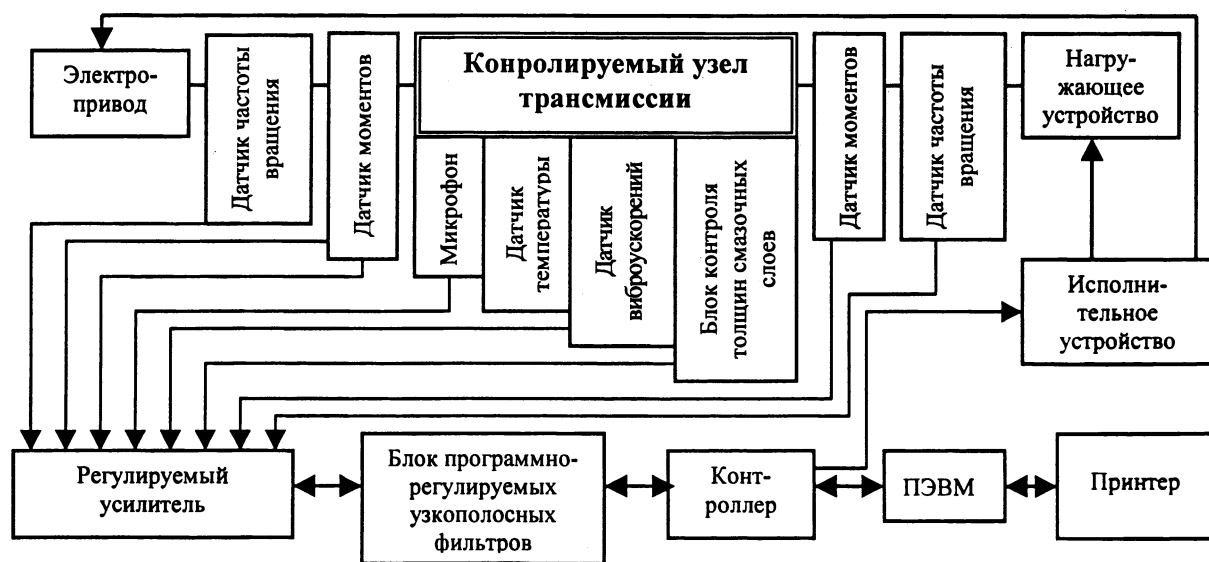 Электро-
привод
Датчик частоты
вращения
Датчик моментов
Конролируемый узел
трансмиссии
Микрофон
Датчик
температуры
Датчик
виброускорений
Блок контроля
толщин смазочных
слоев
Датчик моментов
Датчик частоты
вращения
Нагру-
жающее
устройство
Исполни-
тельное
устройство
Регулируемый
усилитель
Блок программно-
регулируемых
узкополосных
фильтров
Конт-
роллер
ПЭВМ
Принтер